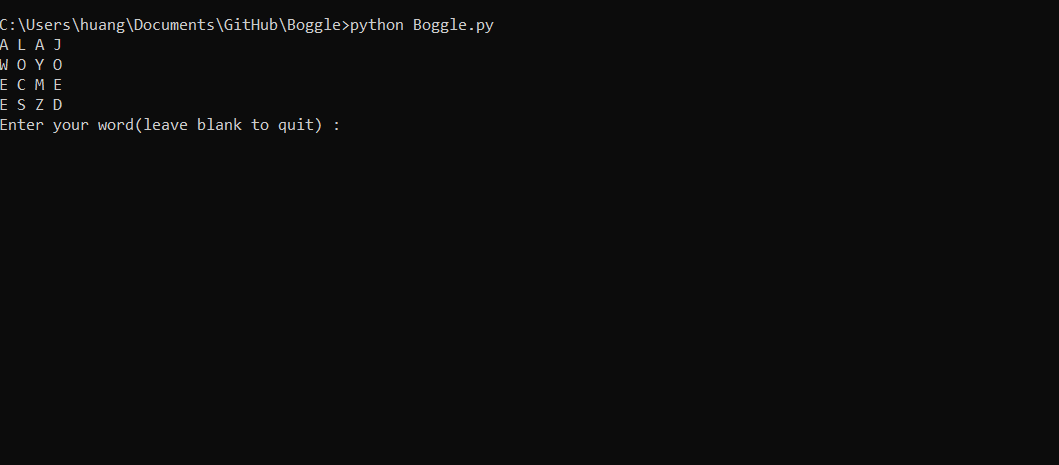 C:\Users\huang\Documents\GitHub\Boggle>python Boggle.py
A L A J
W O Y O
E C M E
E S Z D
Enter your word(leave blank to quit) :